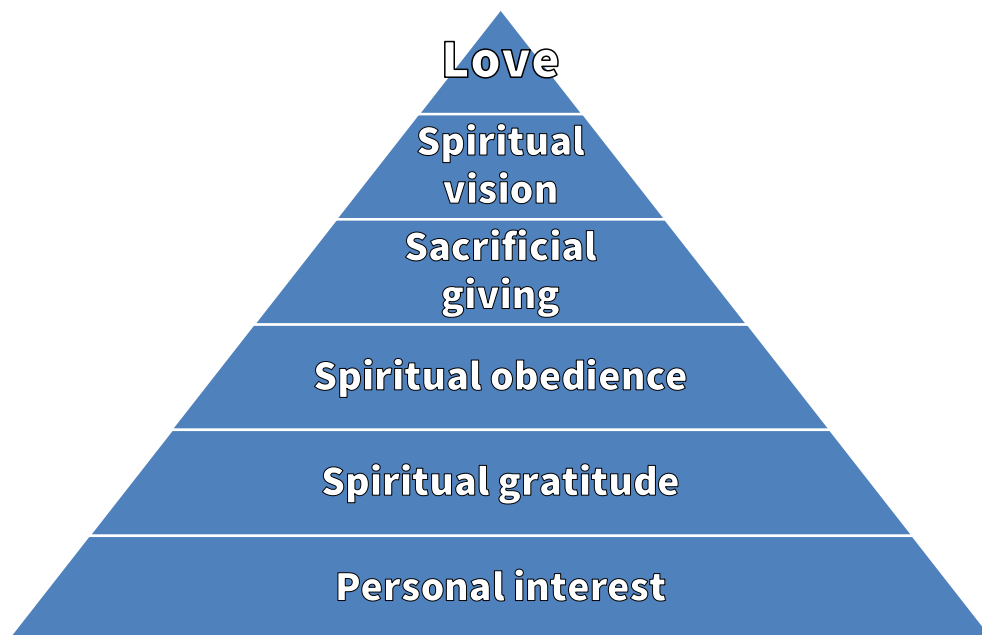 Love
Spiritual
vision
Sacrificial
giving
Spiritual obedience
Spiritual gratitude
Personal interest